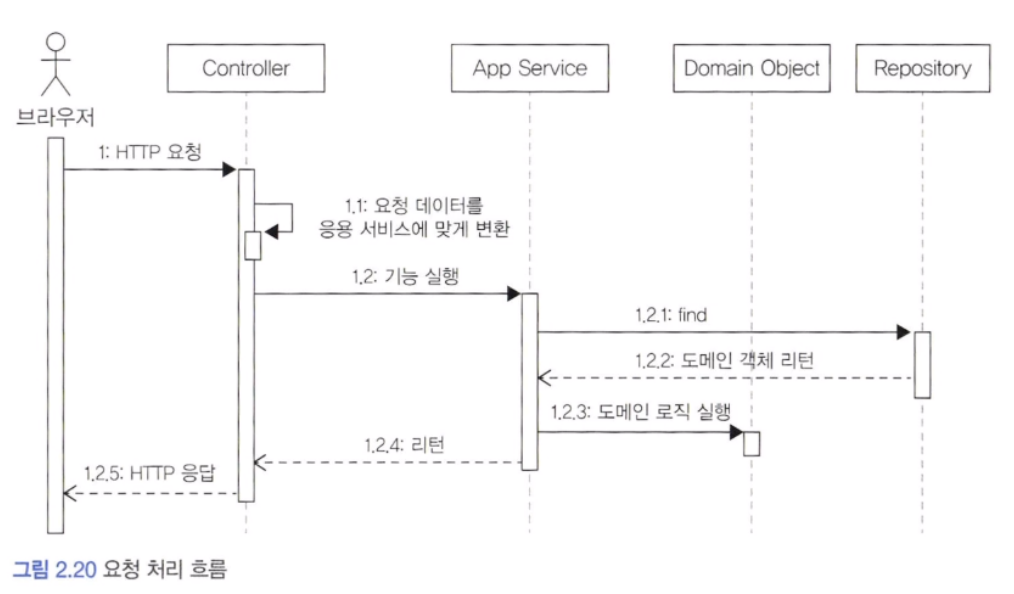 Controller
App Service
Domain Object
Repository
브라우저
1: HTTP 요청
1.1: 요청 데이터를
응용 서비스에 맞게 변환
1.2: 기능 실행
1.2.1: find
1.2.2: 도메인 객체 리턴
1.2.3: 도메인 로직 실행
1.2.4: 리턴
1.2.5: HTTP 응답
그림 2.20 요청 처리 흐름